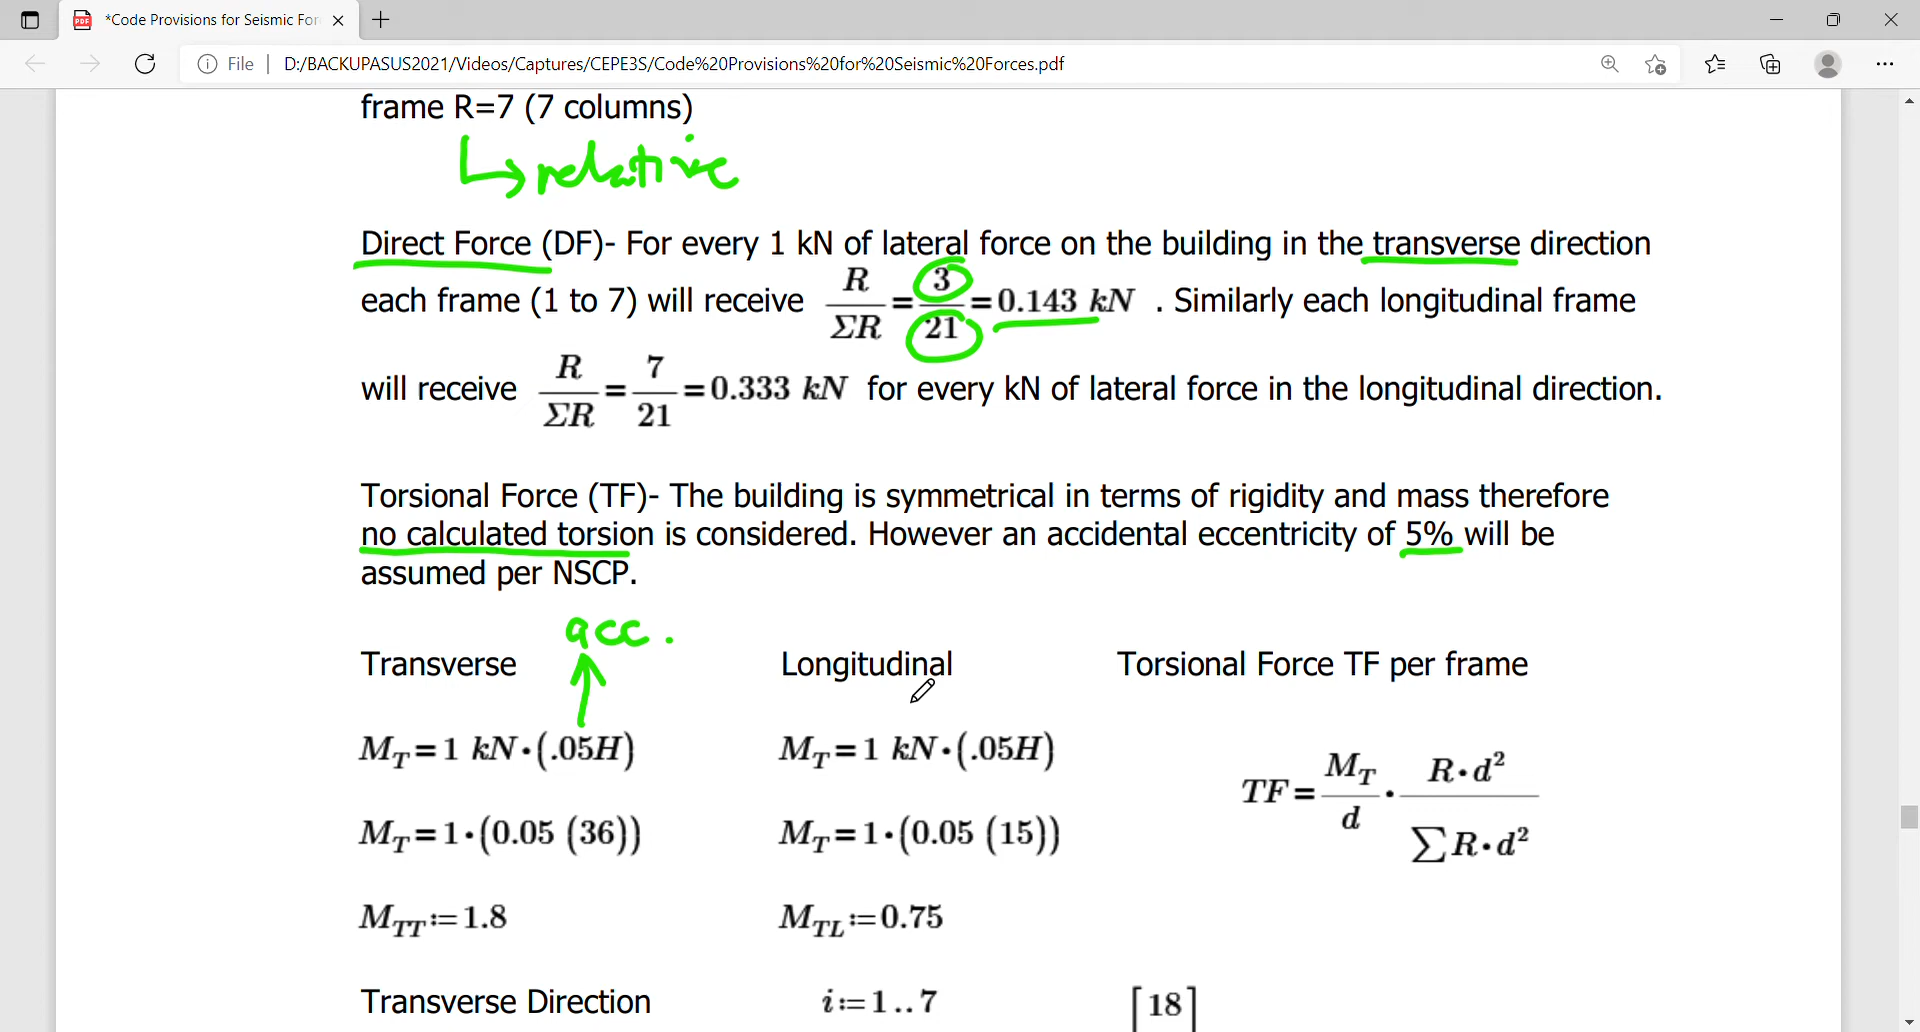 *Code Provisions for Seismic For
File | D:/BACKUPASUS2021/Videos/Captures/CEPE3S/Code%20Provisions%20for%20Seismic%20Forces.pdf
frame R=7 (7 columns)
relative
Direct Force (DF)- For every 1 kN of lateral force on the building in the transverse direction
each frame (1 to 7) will receive R/ΣR = 3/21 = 0.143 kN . Similarly each longitudinal frame
will receive R/ΣR = 7/21 = 0.333 kN for every kN of lateral force in the longitudinal direction.
Torsional Force (TF)- The building is symmetrical in terms of rigidity and mass therefore
no calculated torsion is considered. However an accidental eccentricity of 5% will be
assumed per NSCP.
acc.
Transverse Longitudinal Torsional Force TF per frame
M_T = 1 kN·(.05H) M_T = 1 kN·(.05H) TF = M_T/d · R·d²/∑R·d²
M_T = 1·(0.05 (36)) M_T = 1·(0.05 (15))
M_TT := 1.8 M_TL := 0.75
Transverse Direction i := 1..7 [18]